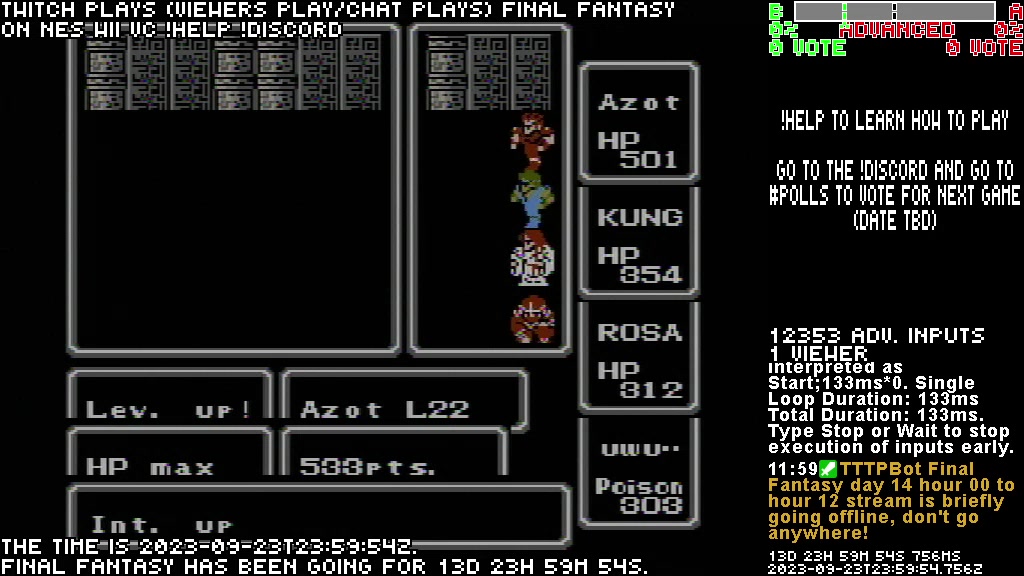 TWITCH PLAYS (VIEWERS PLAY/CHAT PLAYS) FINAL FANTASY
ON NES WII VC !HELP !DISCORD
B A
0% ADVANCED 0%
0 VOTE 0 VOTE
!HELP TO LEARN HOW TO PLAY
GO TO THE !DISCORD AND GO TO
#POLLS TO VOTE FOR NEXT GAME
(DATE TBD)
Azot
HP
501
KUNG
HP
354
ROSA
HP
312
uwu··
Poison
303
Lev. UP!
Azot L22
HP max
533pts.
Int. UP
THE TIME IS 2023-09-23T23:59:54Z.
FINAL FANTASY HAS BEEN GOING FOR 13D 23H 59M 54S.
12353 ADV. INPUTS
1 VIEWER
interpreted as
Start;133ms*0. Single
Loop Duration: 133ms
Total Duration: 133ms.
Type Stop or Wait to stop
execution of inputs early.
11:59 TTTPBot Final
Fantasy day 14 hour 00 to
hour 12 stream is briefly
going offline, don't go
anywhere!
13D 23H 59M 54S 756MS
2023-09-23T23:59:54.756Z